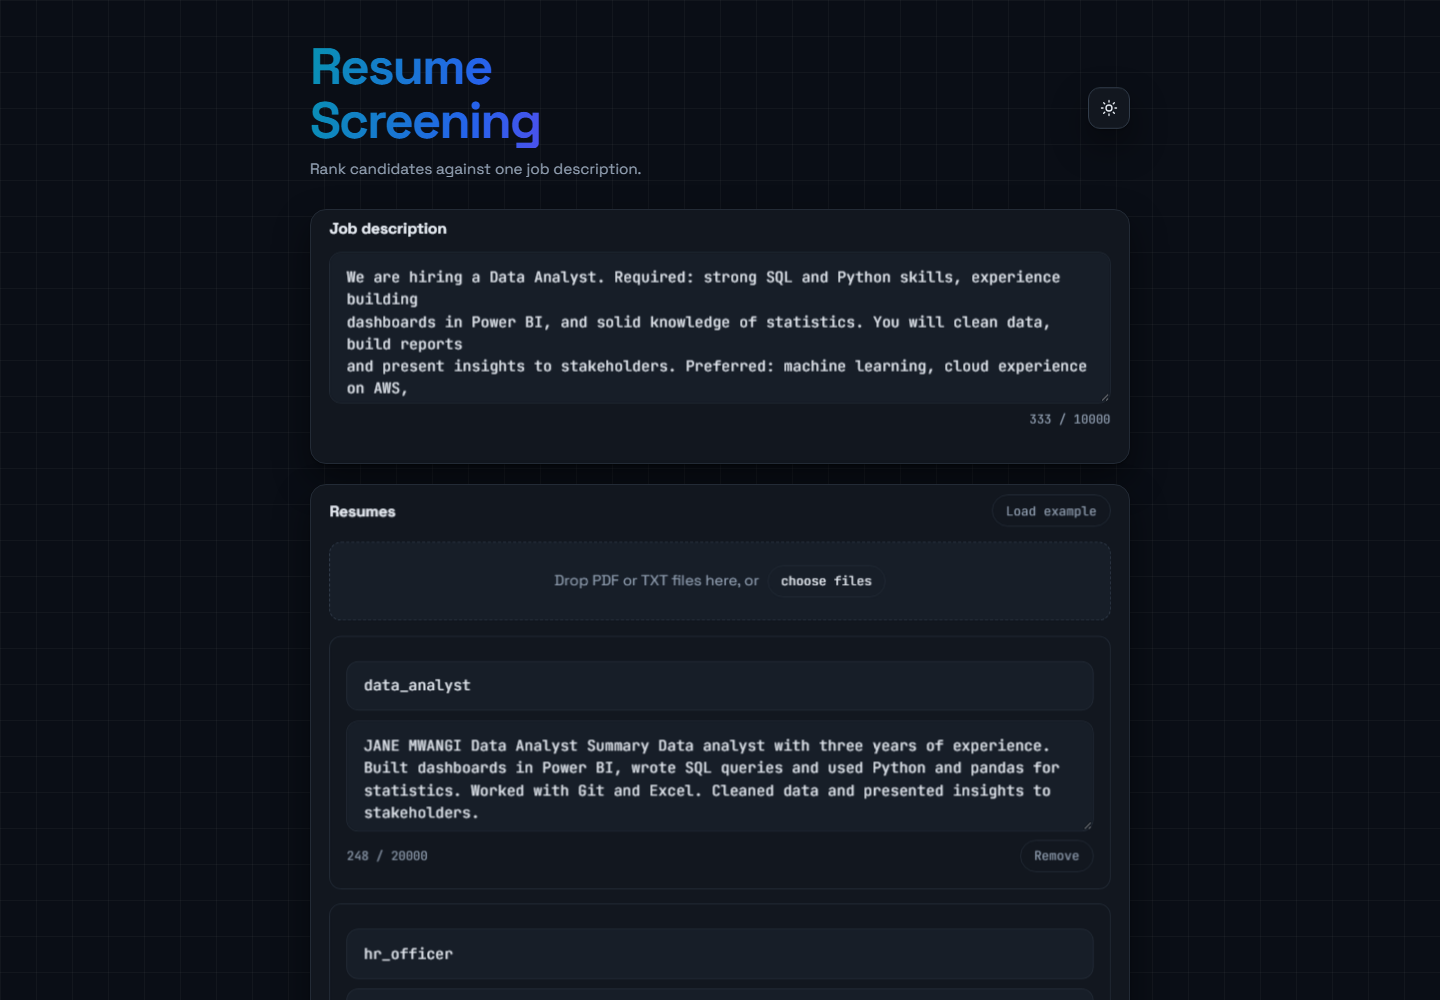 Resume
Screening
Rank candidates against one job description.
Job description
We are hiring a Data Analyst. Required: strong SQL and Python skills, experience
building
dashboards in Power BI, and solid knowledge of statistics. You will clean data,
build reports
and present insights to stakeholders. Preferred: machine learning, cloud experience
on AWS,
333 / 10000
Resumes
Load example
Drop PDF or TXT files here, or choose files
data_analyst
JANE MWANGI Data Analyst Summary Data analyst with three years of experience.
Built dashboards in Power BI, wrote SQL queries and used Python and pandas for
statistics. Worked with Git and Excel. Cleaned data and presented insights to
stakeholders.
248 / 20000
Remove
hr_officer